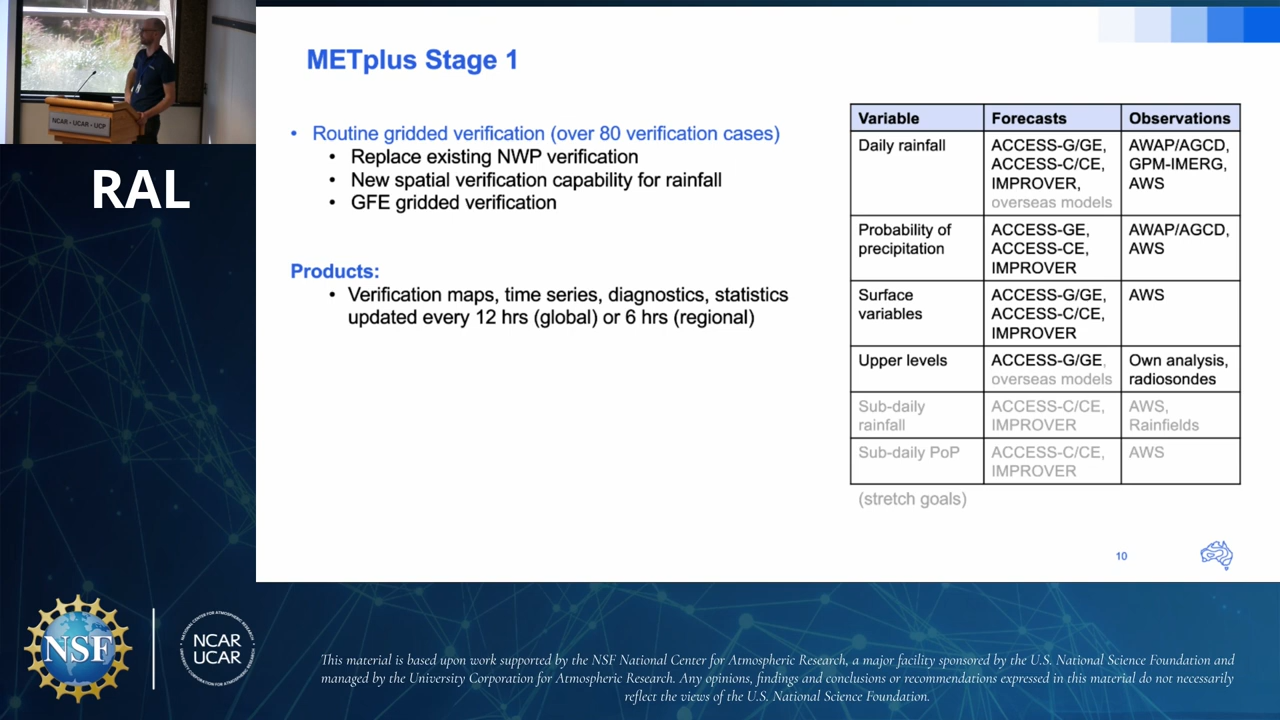 METplus Stage 1
• Routine gridded verification (over 80 verification cases)
• Replace existing NWP verification
• New spatial verification capability for rainfall
• GFE gridded verification
Products:
• Verification maps, time series, diagnostics, statistics
updated every 12 hrs (global) or 6 hrs (regional)
Variable Forecasts Observations
Daily rainfall ACCESS-G/GE, AWAP/AGCD,
ACCESS-C/CE, GPM-IMERG,
IMPROVER, AWS
overseas models
Probability of ACCESS-GE, AWAP/AGCD,
precipitation ACCESS-CE, AWS
IMPROVER
Surface ACCESS-G/GE, AWS
variables ACCESS-C/CE,
IMPROVER
Upper levels ACCESS-G/GE, Own analysis,
overseas models radiosondes
Sub-daily ACCESS-C/CE, AWS,
rainfall IMPROVER Rainfields
Sub-daily PoP ACCESS-C/CE, AWS
IMPROVER
(stretch goals)
10
NCAR • UCAR • UCP
RAL
NSF
NCAR
UCAR
This material is based upon work supported by the NSF National Center for Atmospheric Research, a major facility sponsored by the U.S. National Science Foundation and
managed by the University Corporation for Atmospheric Research. Any opinions, findings and conclusions or recommendations expressed in this material do not necessarily
reflect the views of the U.S. National Science Foundation.